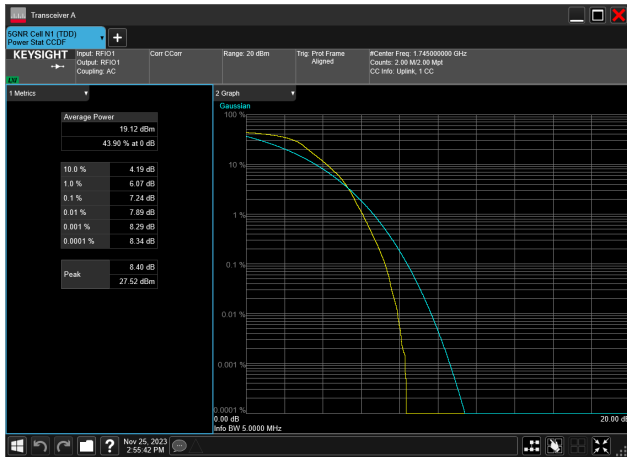 Transceiver A
5GNR Cell N1 (TDD)
Power Stat CCDF
KEYSIGHT
Input: RFIO1
Output: RFIO1
Coupling: AC
Corr CCorr
Range: 20 dBm
Trig: Prot Frame
Aligned
#Center Freq: 1.745000000 GHz
Counts: 2.00 M/2.00 Mpt
CC Info: Uplink, 1 CC
1 Metrics
Average Power
19.12 dBm
43.90 % at 0 dB
10.0 % 4.19 dB
1.0 % 6.07 dB
0.1 % 7.24 dB
0.01 % 7.89 dB
0.001 % 8.29 dB
0.0001 % 8.34 dB
Peak
8.40 dB
27.52 dBm
2 Graph
Gaussian
100 %
10 %
1 %
0.1 %
0.01 %
0.001 %
0.0001 %
0.00 dB
20.00 dB
Info BW 5.0000 MHz
Nov 25, 2023
2:55:42 PM